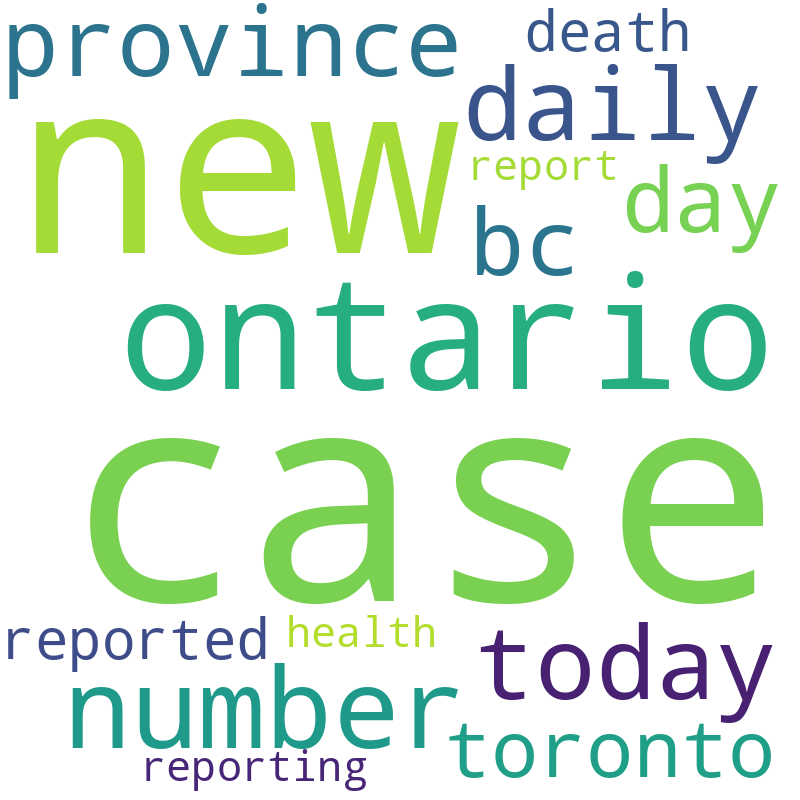 province
death
new
daily
report
day
bc
ontario
case
reported
health
today
number
toronto
reporting